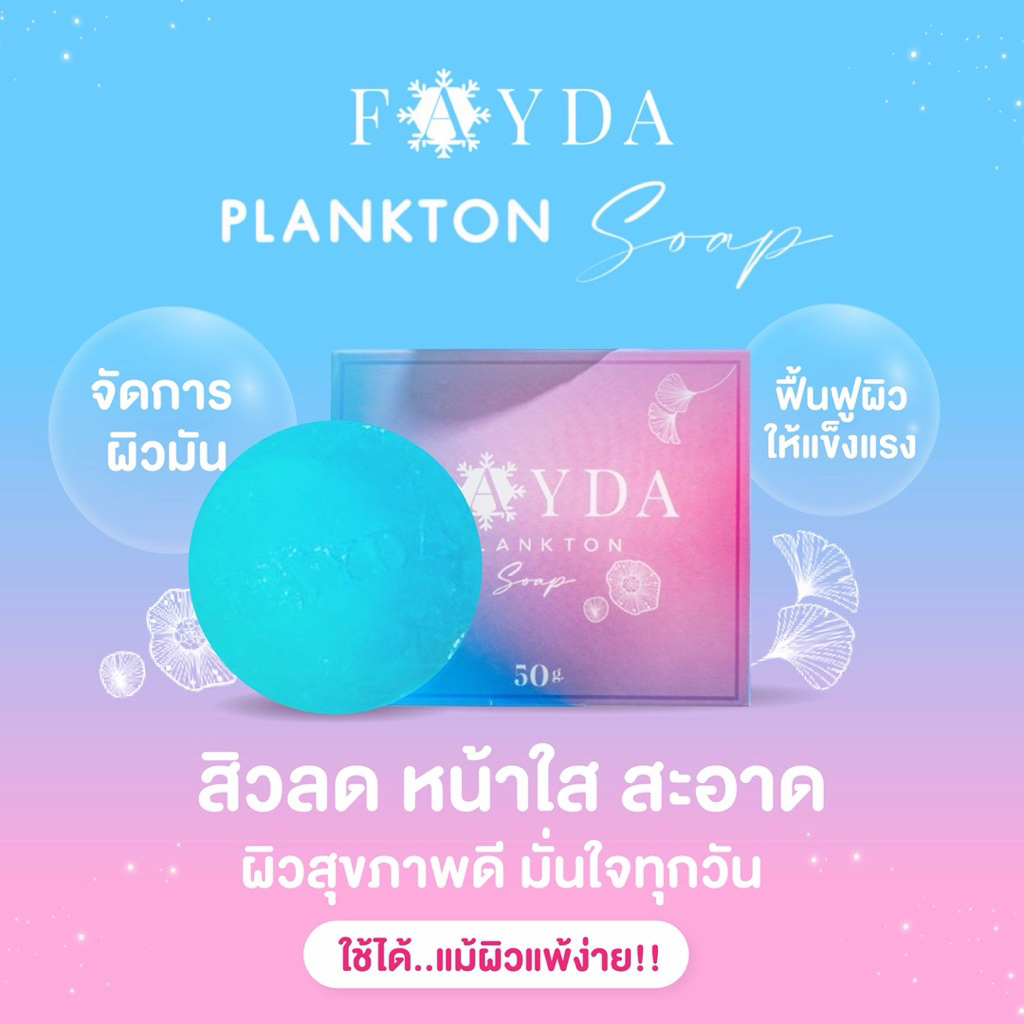 FAYDA
PLANKTON Soap
จัดการ
ผิวมัน
ฟื้นฟูผิว
ให้แข็งแรง
AYDA
LANKTON
Soap
50g.
สิวลด หน้าใส สะอาด
ผิวสุขภาพดี มั่นใจทุกวัน
ใช้ได้..แม้ผิวแพ้ง่าย!!